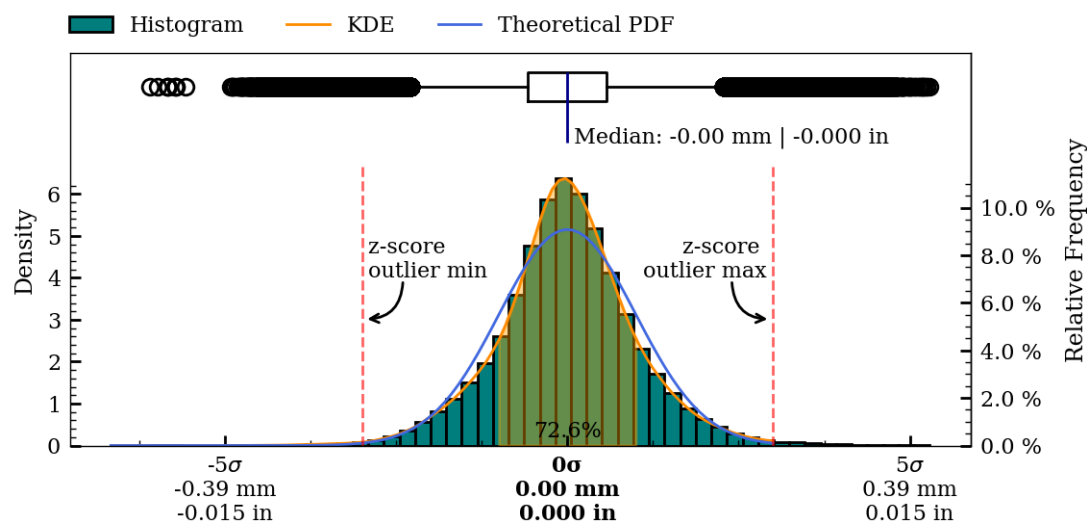 Histogram KDE Theoretical PDF
Median: -0.00 mm | -0.000 in
Density
Relative Frequency
6
5
4
3
2
1
0
10.0 %
8.0 %
6.0 %
4.0 %
2.0 %
0.0 %
z-score
outlier min
z-score
outlier max
72.6%
-5σ
-0.39 mm
-0.015 in
0σ
0.00 mm
0.000 in
5σ
0.39 mm
0.015 in